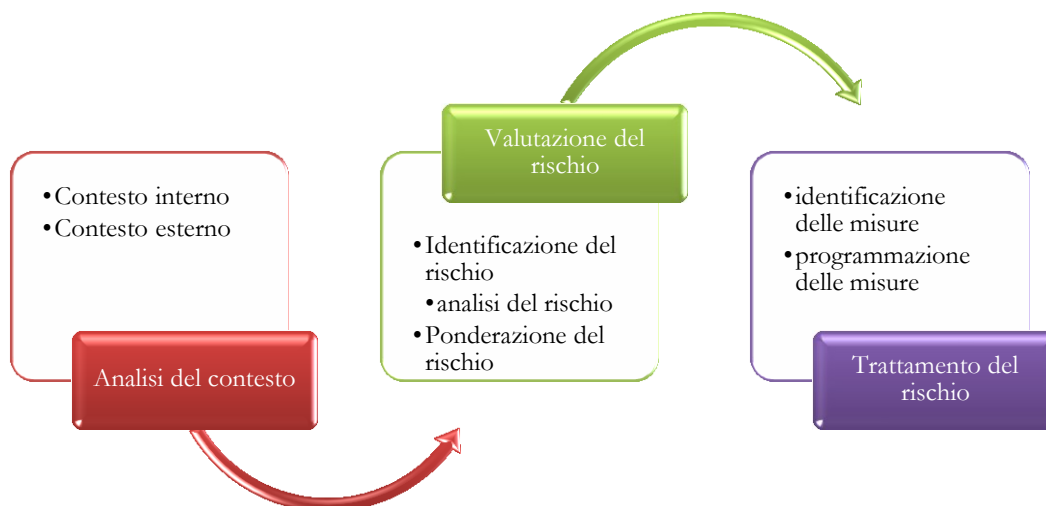 •Contesto interno
•Contesto esterno
Analisi del contesto
Valutazione del
rischio
•Identificazione del
rischio
•analisi del rischio
•Ponderazione del
rischio
•identificazione
delle misure
•programmazione
delle misure
Trattamento del
rischio